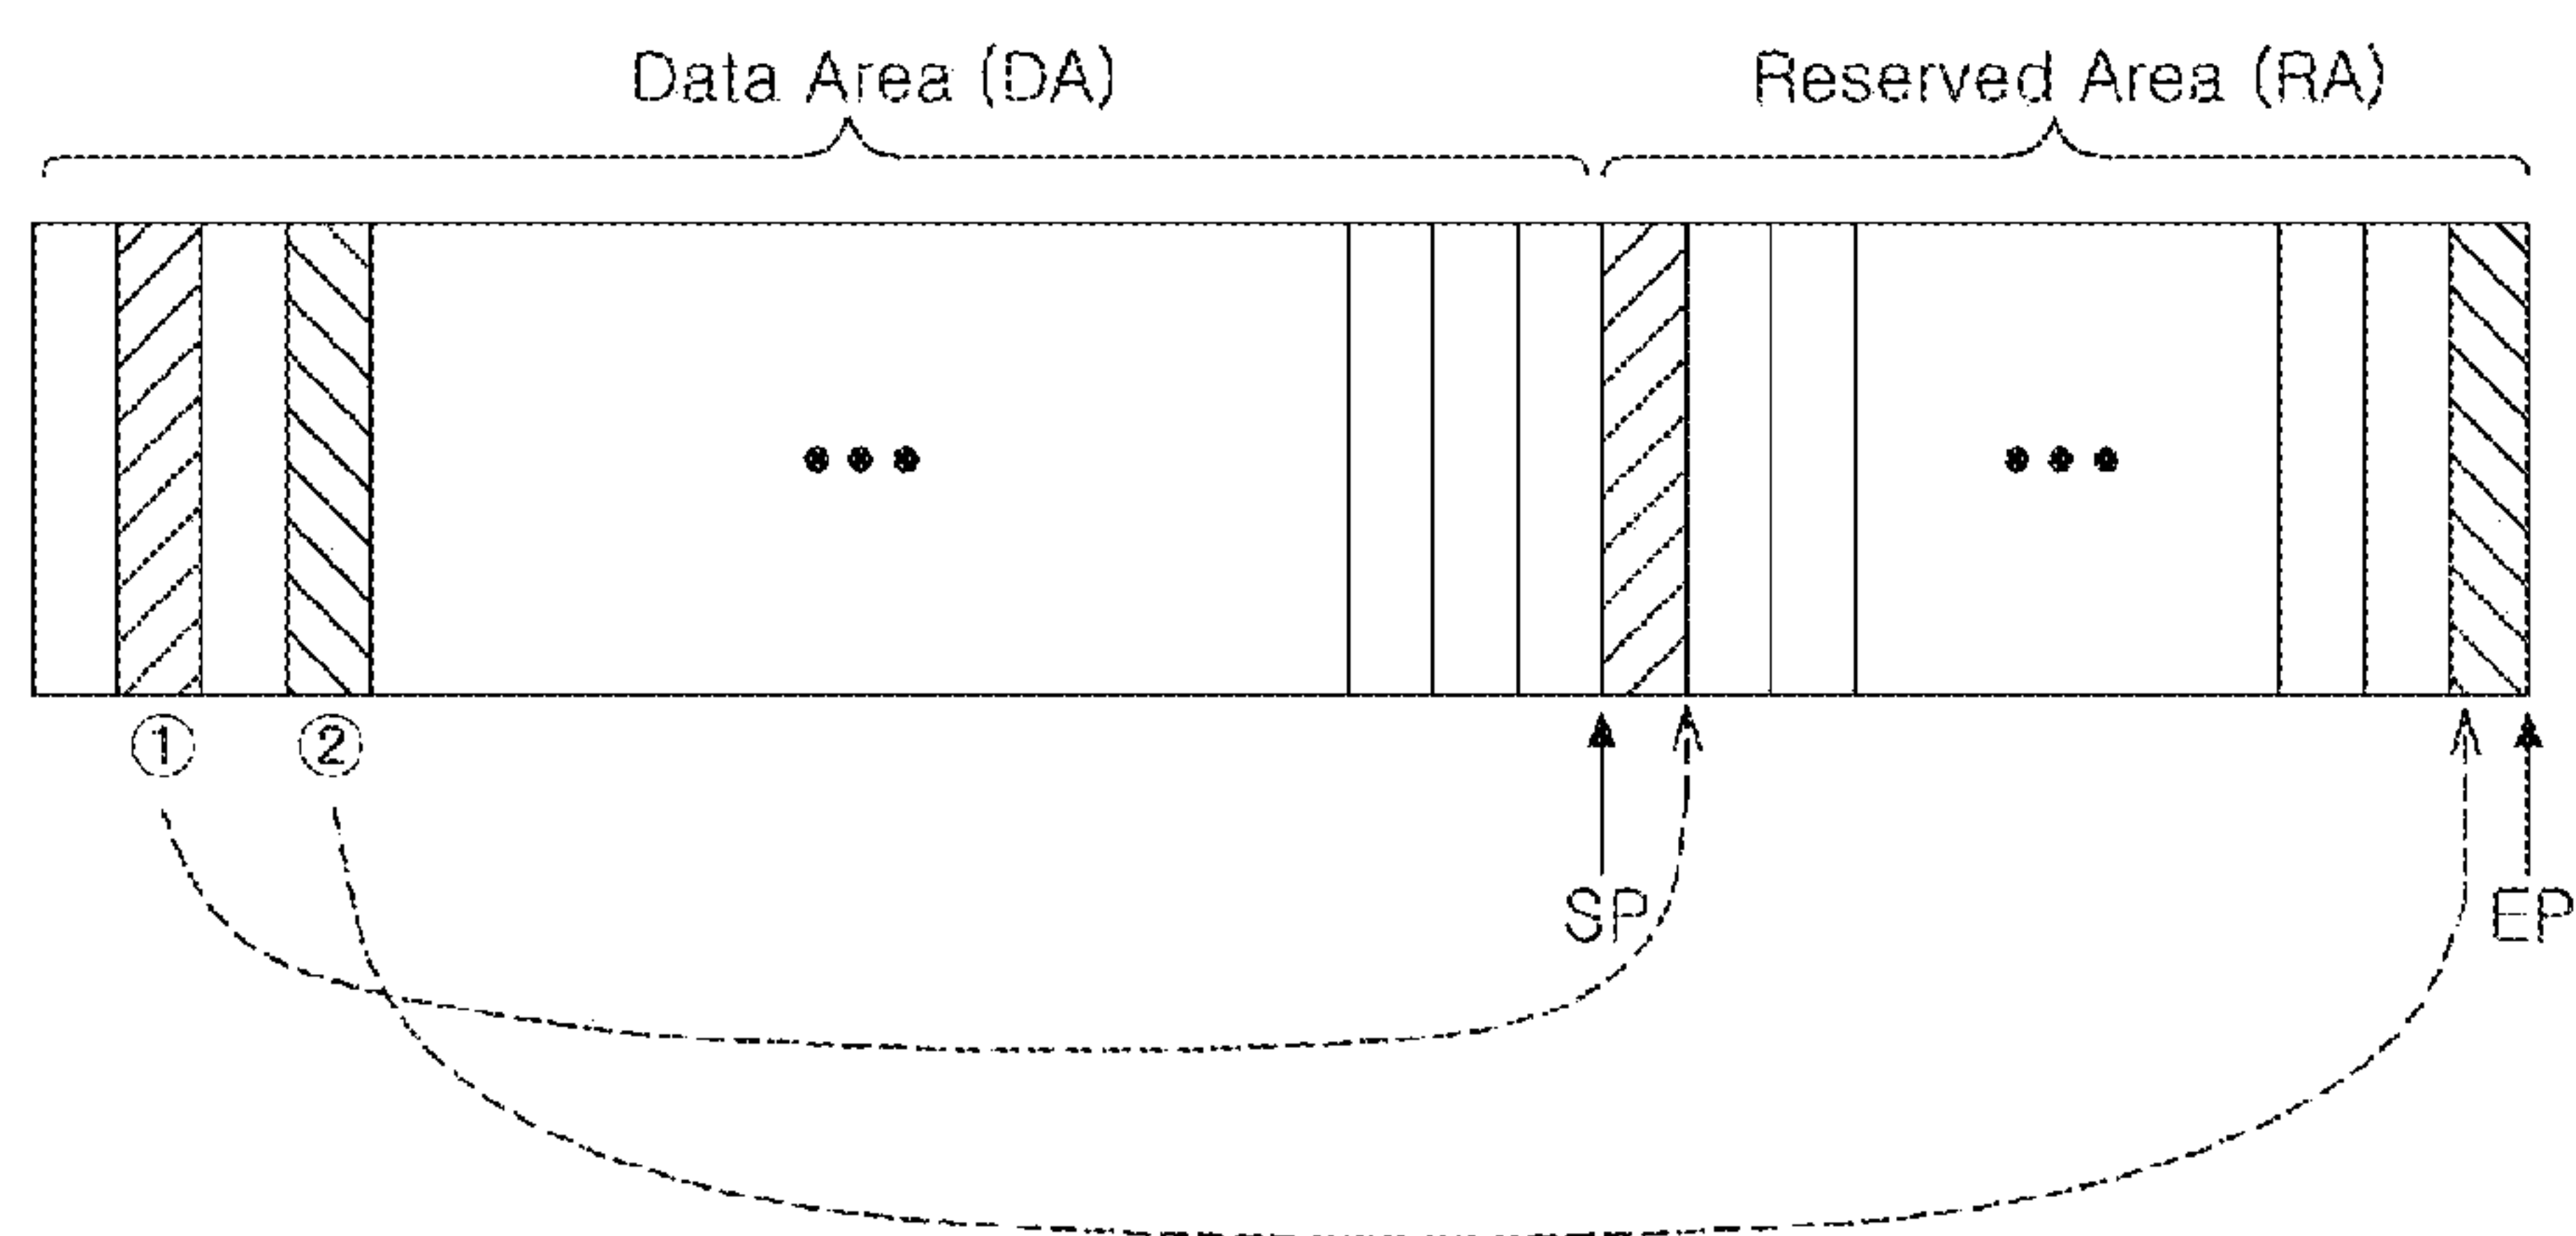 Data Area (DA)
Reserved Area (RA)
① ②
SP
EP